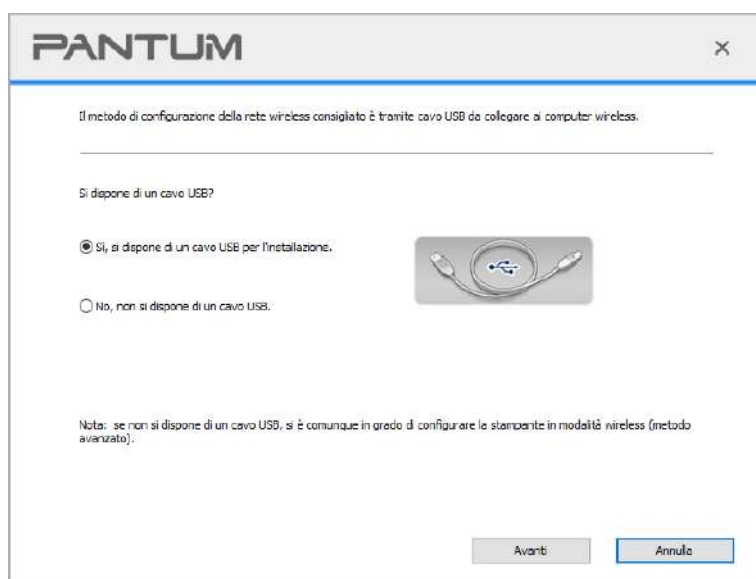 PANTUM
Il metodo di configurazione della rete wireless consigliato è tramite cavo USB da collegare ai computer wireless.
Si dispone di un cavo USB?
Sì, si dispone di un cavo USB per l'installazione.
No, non si dispone di un cavo USB.
Nota: se non si dispone di un cavo USB, si è comunque in grado di configurare la stampante in modalità wireless (metodo
avanzato).
Avanti
Annulla